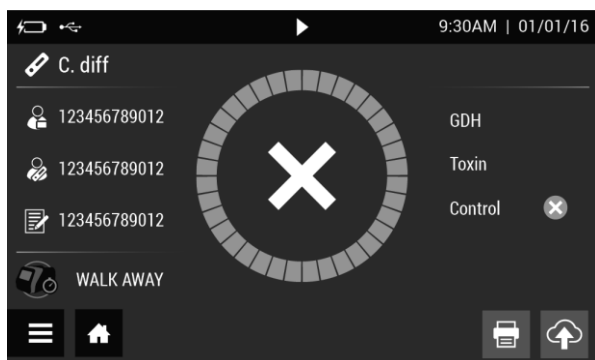 9:30AM | 01/01/16
C. diff
123456789012
123456789012
123456789012
WALK AWAY
GDH
Toxin
Control